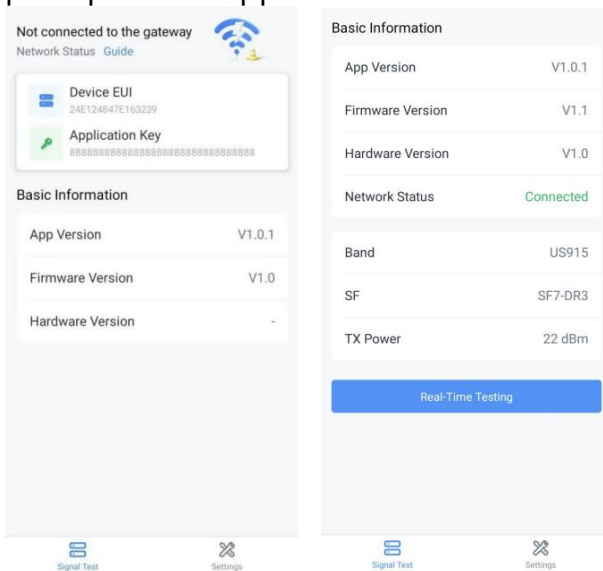 Not connected to the gateway
Network Status Guide
Device EUI
24E124847E163239
Application Key
88888888888888888888888888888888
Basic Information
App Version V1.0.1
Firmware Version V1.0
Hardware Version -
Signal Test Settings
Basic Information
App Version V1.0.1
Firmware Version V1.1
Hardware Version V1.0
Network Status Connected
Band US915
SF SF7-DR3
TX Power 22 dBm
Real-Time Testing
Signal Test Settings